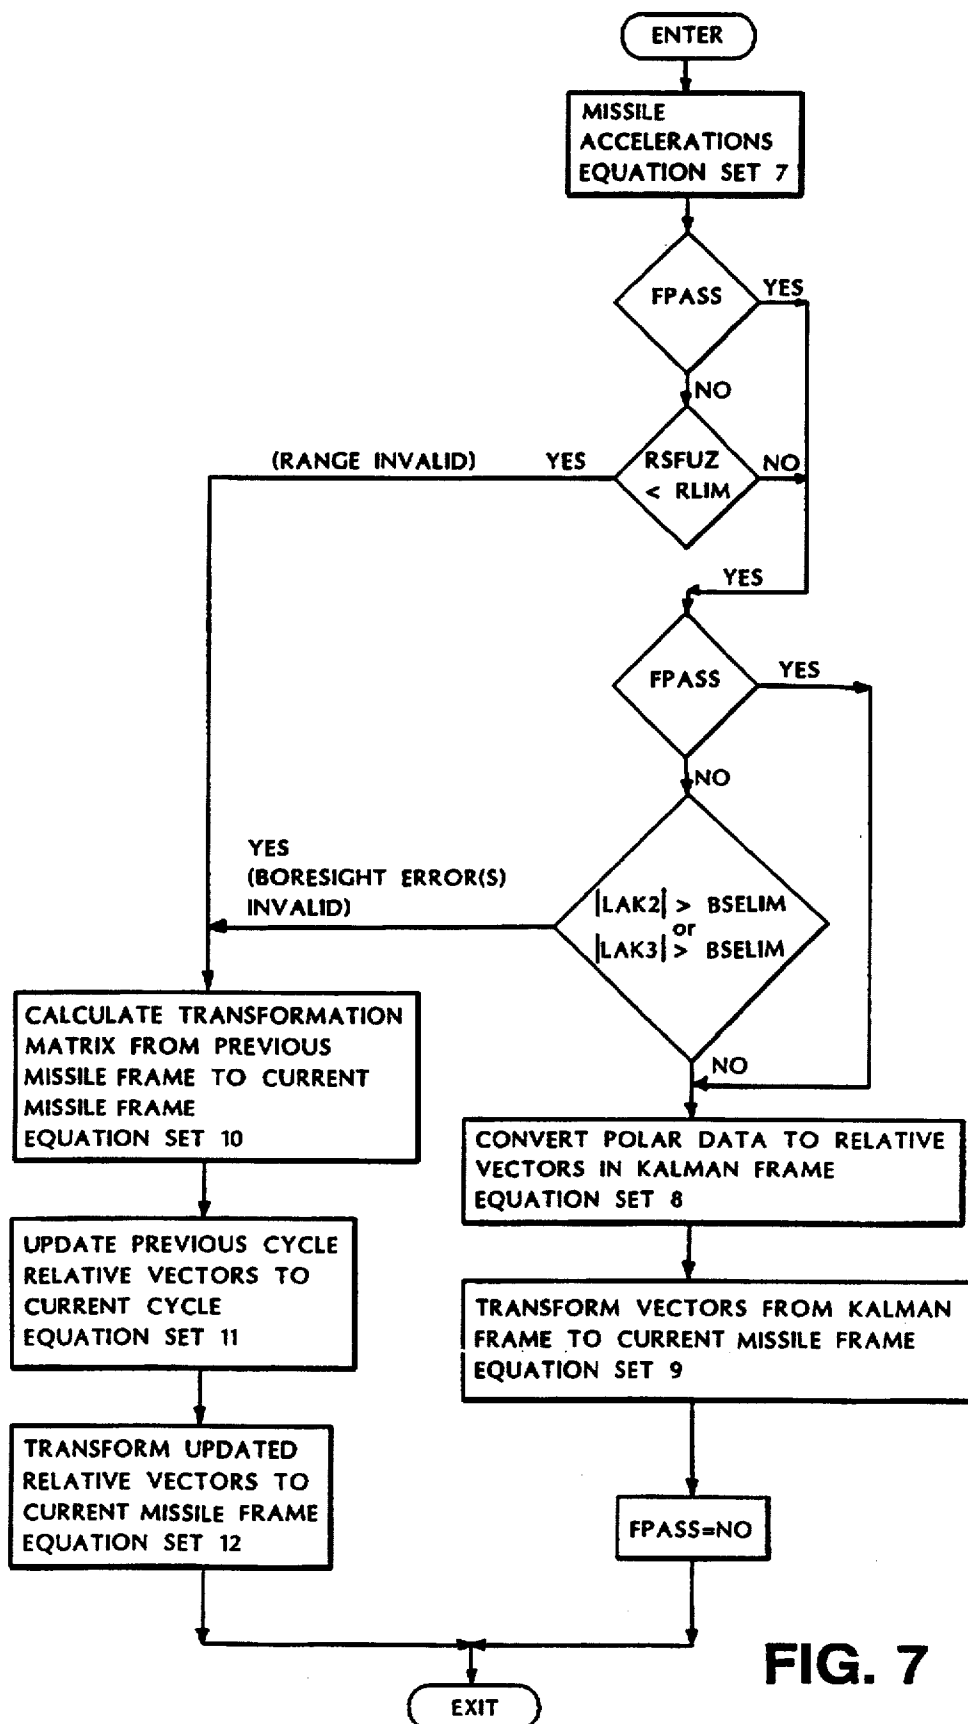 ENTER
MISSILE
ACCELERATIONS
EQUATION SET 7
FPASS
YES
NO
(RANGE INVALID) YES
RSFUZ
< RLIM
NO
YES
FPASS
YES
NO
YES
(BORESIGHT ERROR(S)
INVALID)
|LAK2| > BSELIM
or
|LAK3| > BSELIM
NO
CALCULATE TRANSFORMATION
MATRIX FROM PREVIOUS
MISSILE FRAME TO CURRENT
MISSILE FRAME
EQUATION SET 10
CONVERT POLAR DATA TO RELATIVE
VECTORS IN KALMAN FRAME
EQUATION SET 8
UPDATE PREVIOUS CYCLE
RELATIVE VECTORS TO
CURRENT CYCLE
EQUATION SET 11
TRANSFORM VECTORS FROM KALMAN
FRAME TO CURRENT MISSILE FRAME
EQUATION SET 9
TRANSFORM UPDATED
RELATIVE VECTORS TO
CURRENT MISSILE FRAME
EQUATION SET 12
FPASS=NO
FIG. 7
EXIT